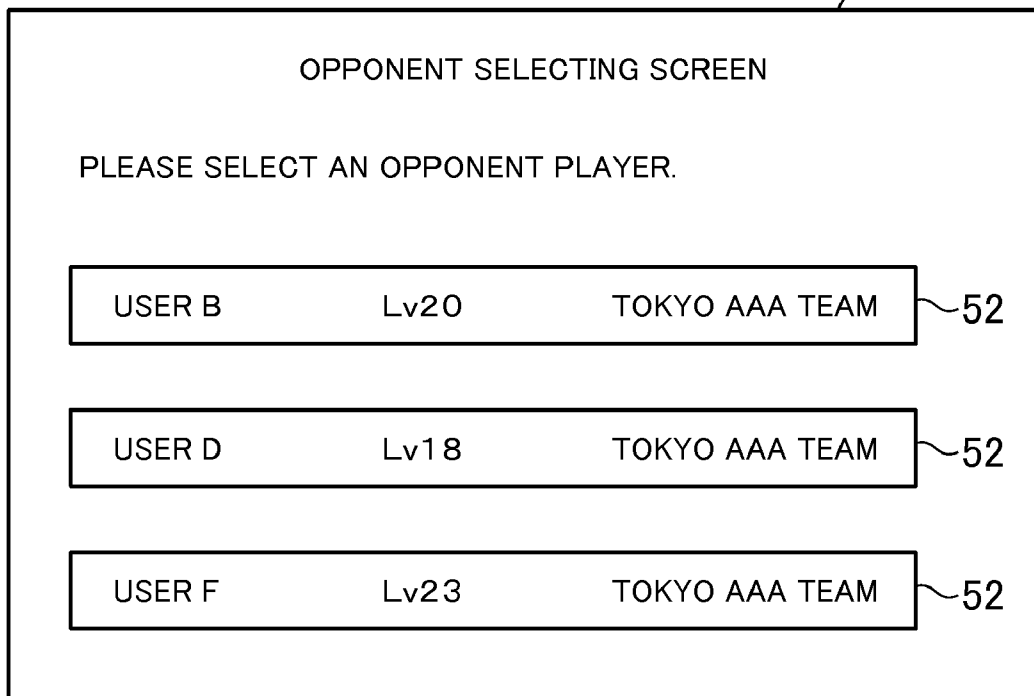 OPPONENT SELECTING SCREEN
PLEASE SELECT AN OPPONENT PLAYER.
USER B Lv20 TOKYO AAA TEAM 52
USER D Lv18 TOKYO AAA TEAM 52
USER F Lv23 TOKYO AAA TEAM 52